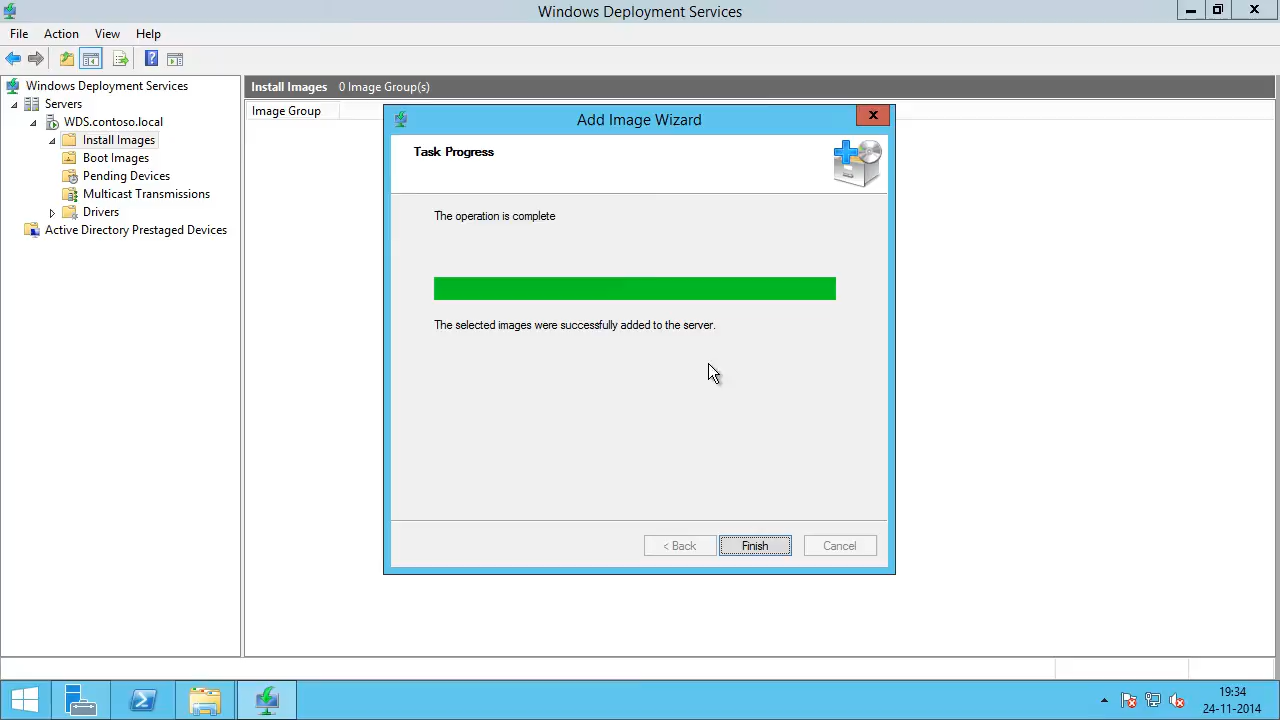 Windows Deployment Services
File Action View Help
Windows Deployment Services
Servers
WDS.contoso.local
Install Images
Boot Images
Pending Devices
Multicast Transmissions
Drivers
Active Directory Prestaged Devices
Install Images 0 Image Group(s)
Image Group
Add Image Wizard
Task Progress
The operation is complete
The selected images were successfully added to the server.
< Back Finish Cancel
19:34
24-11-2014